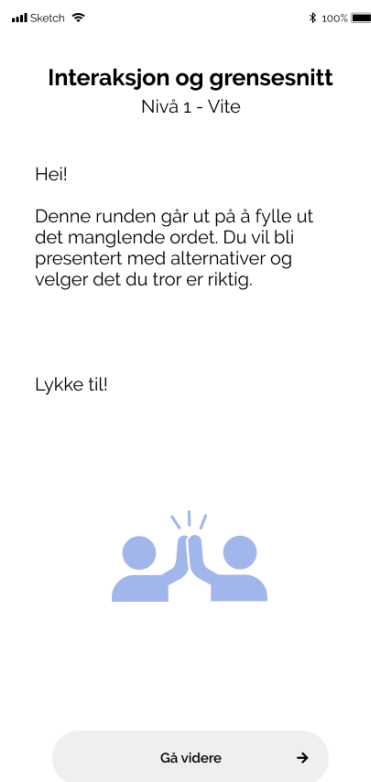 Sketch 100%
Interaksjon og grensesnitt
Nivå 1 - Vite
Hei!
Denne runden går ut på å fylle ut
det manglende ordet. Du vil bli
presentert med alternativer og
velger det du tror er riktig.
Lykke til!
Gå videre